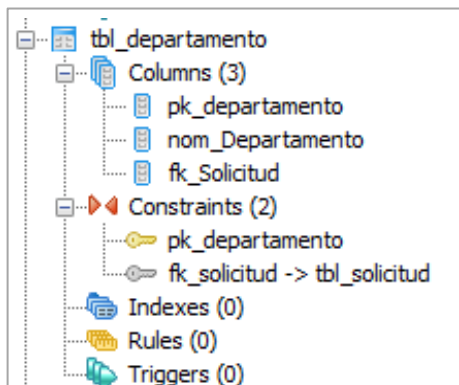 tbl_departamento
Columns (3)
pk_departamento
nom_Departamento
fk_Solicitud
Constraints (2)
pk_departamento
fk_solicitud -> tbl_solicitud
Indexes (0)
Rules (0)
Triggers (0)